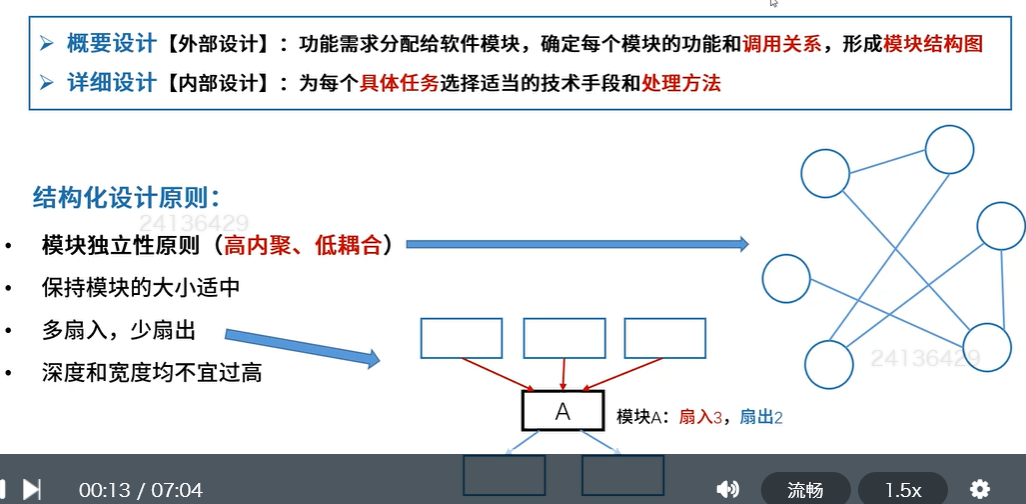 概要设计【外部设计】：功能需求分配给软件模块，确定每个模块的功能和调用关系，形成模块结构图
详细设计【内部设计】：为每个具体任务选择适当的技术手段和处理方法
结构化设计原则：
24136429
模块独立性原则（高内聚、低耦合）
保持模块的大小适中
多扇入，少扇出
深度和宽度均不宜过高
24136429
A
模块A：扇入3，扇出2
00:13 / 07:04
流畅
1.5x